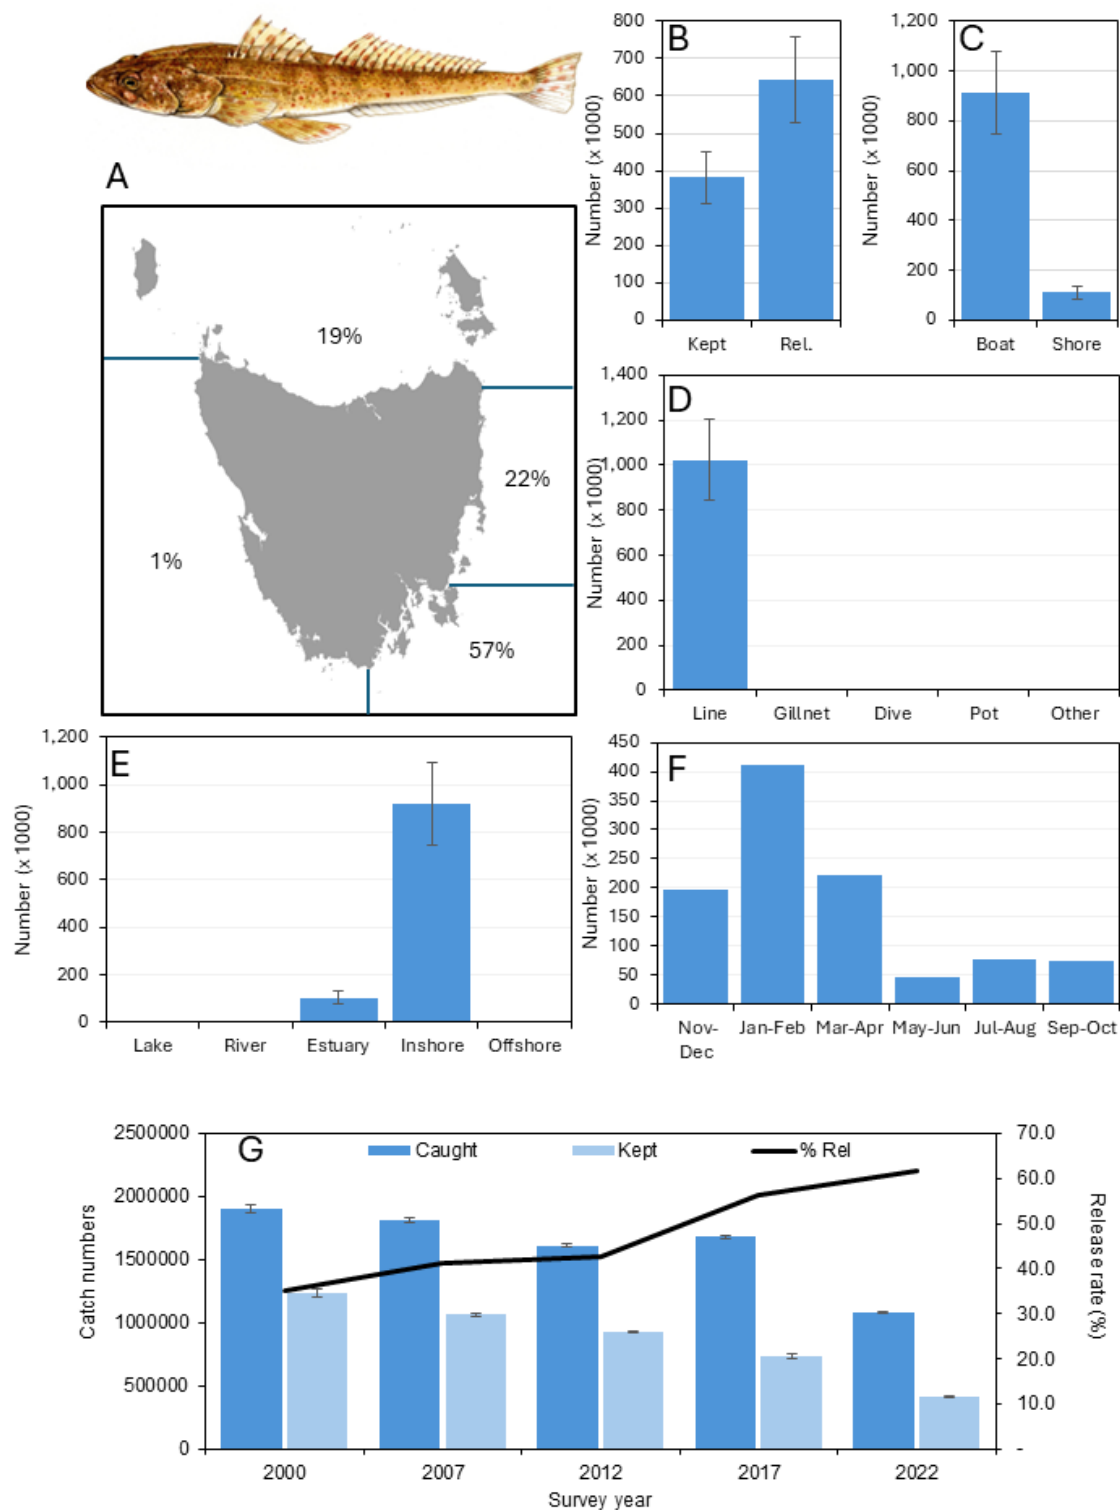 A
19%
22%
1%
57%
B
Number (x 1000)
800
700
600
500
400
300
200
100
0
Kept Rel.
C
Number (x 1000)
1,200
1,000
800
600
400
200
0
Boat Shore
D
Number (x 1000)
1,400
1,200
1,000
800
600
400
200
0
Line Gillnet Dive Pot Other
E
Number (x 1000)
1,200
1,000
800
600
400
200
0
Lake River Estuary Inshore Offshore
F
Number (x 1000)
450
400
350
300
250
200
150
100
50
0
Nov-Dec Jan-Feb Mar-Apr May-Jun Jul-Aug Sep-Oct
G
Caught Kept % Rel
Catch numbers
2500000
2000000
1500000
1000000
500000
0
70.0
60.0
50.0
40.0
30.0
20.0
10.0
-
Release rate (%)
2000 2007 2012 2017 2022
Survey year